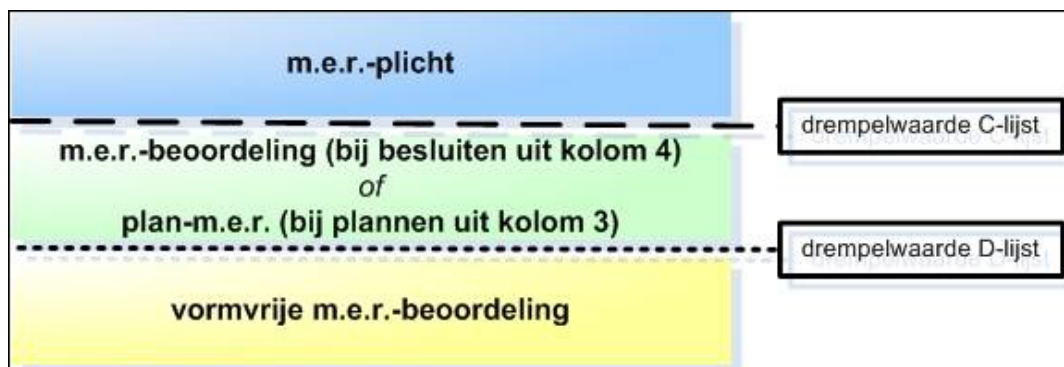 m.e.r.-plicht
drempelwaarde C-lijst
m.e.r.-beoordeling (bij besluiten uit kolom 4)
of
plan-m.e.r. (bij plannen uit kolom 3)
drempelwaarde D-lijst
vormvrije m.e.r.-beoordeling